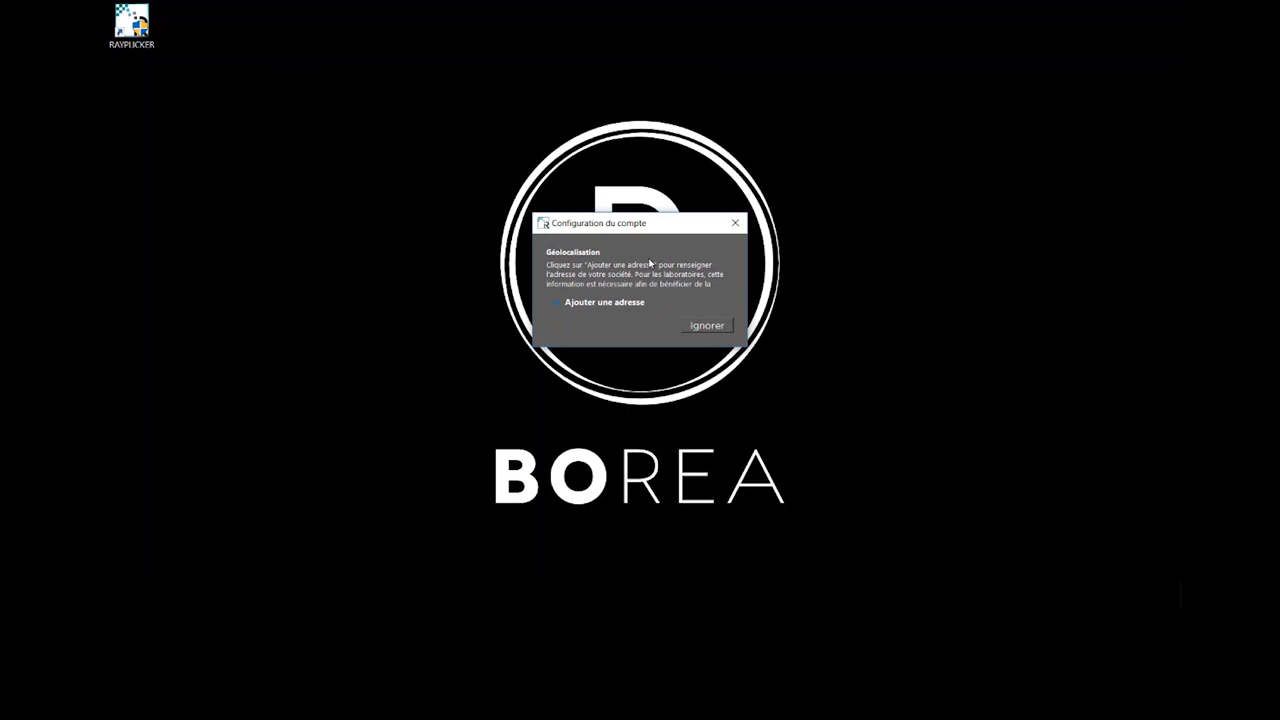 RAYPLICKER
Configuration du compte
Géolocalisation
Cliquez sur "Ajouter une adresse" pour renseigner
l'adresse de votre société. Pour les laboratoires, cette
information est nécessaire afin de bénéficier de la
Ajouter une adresse
Ignorer
BOREA